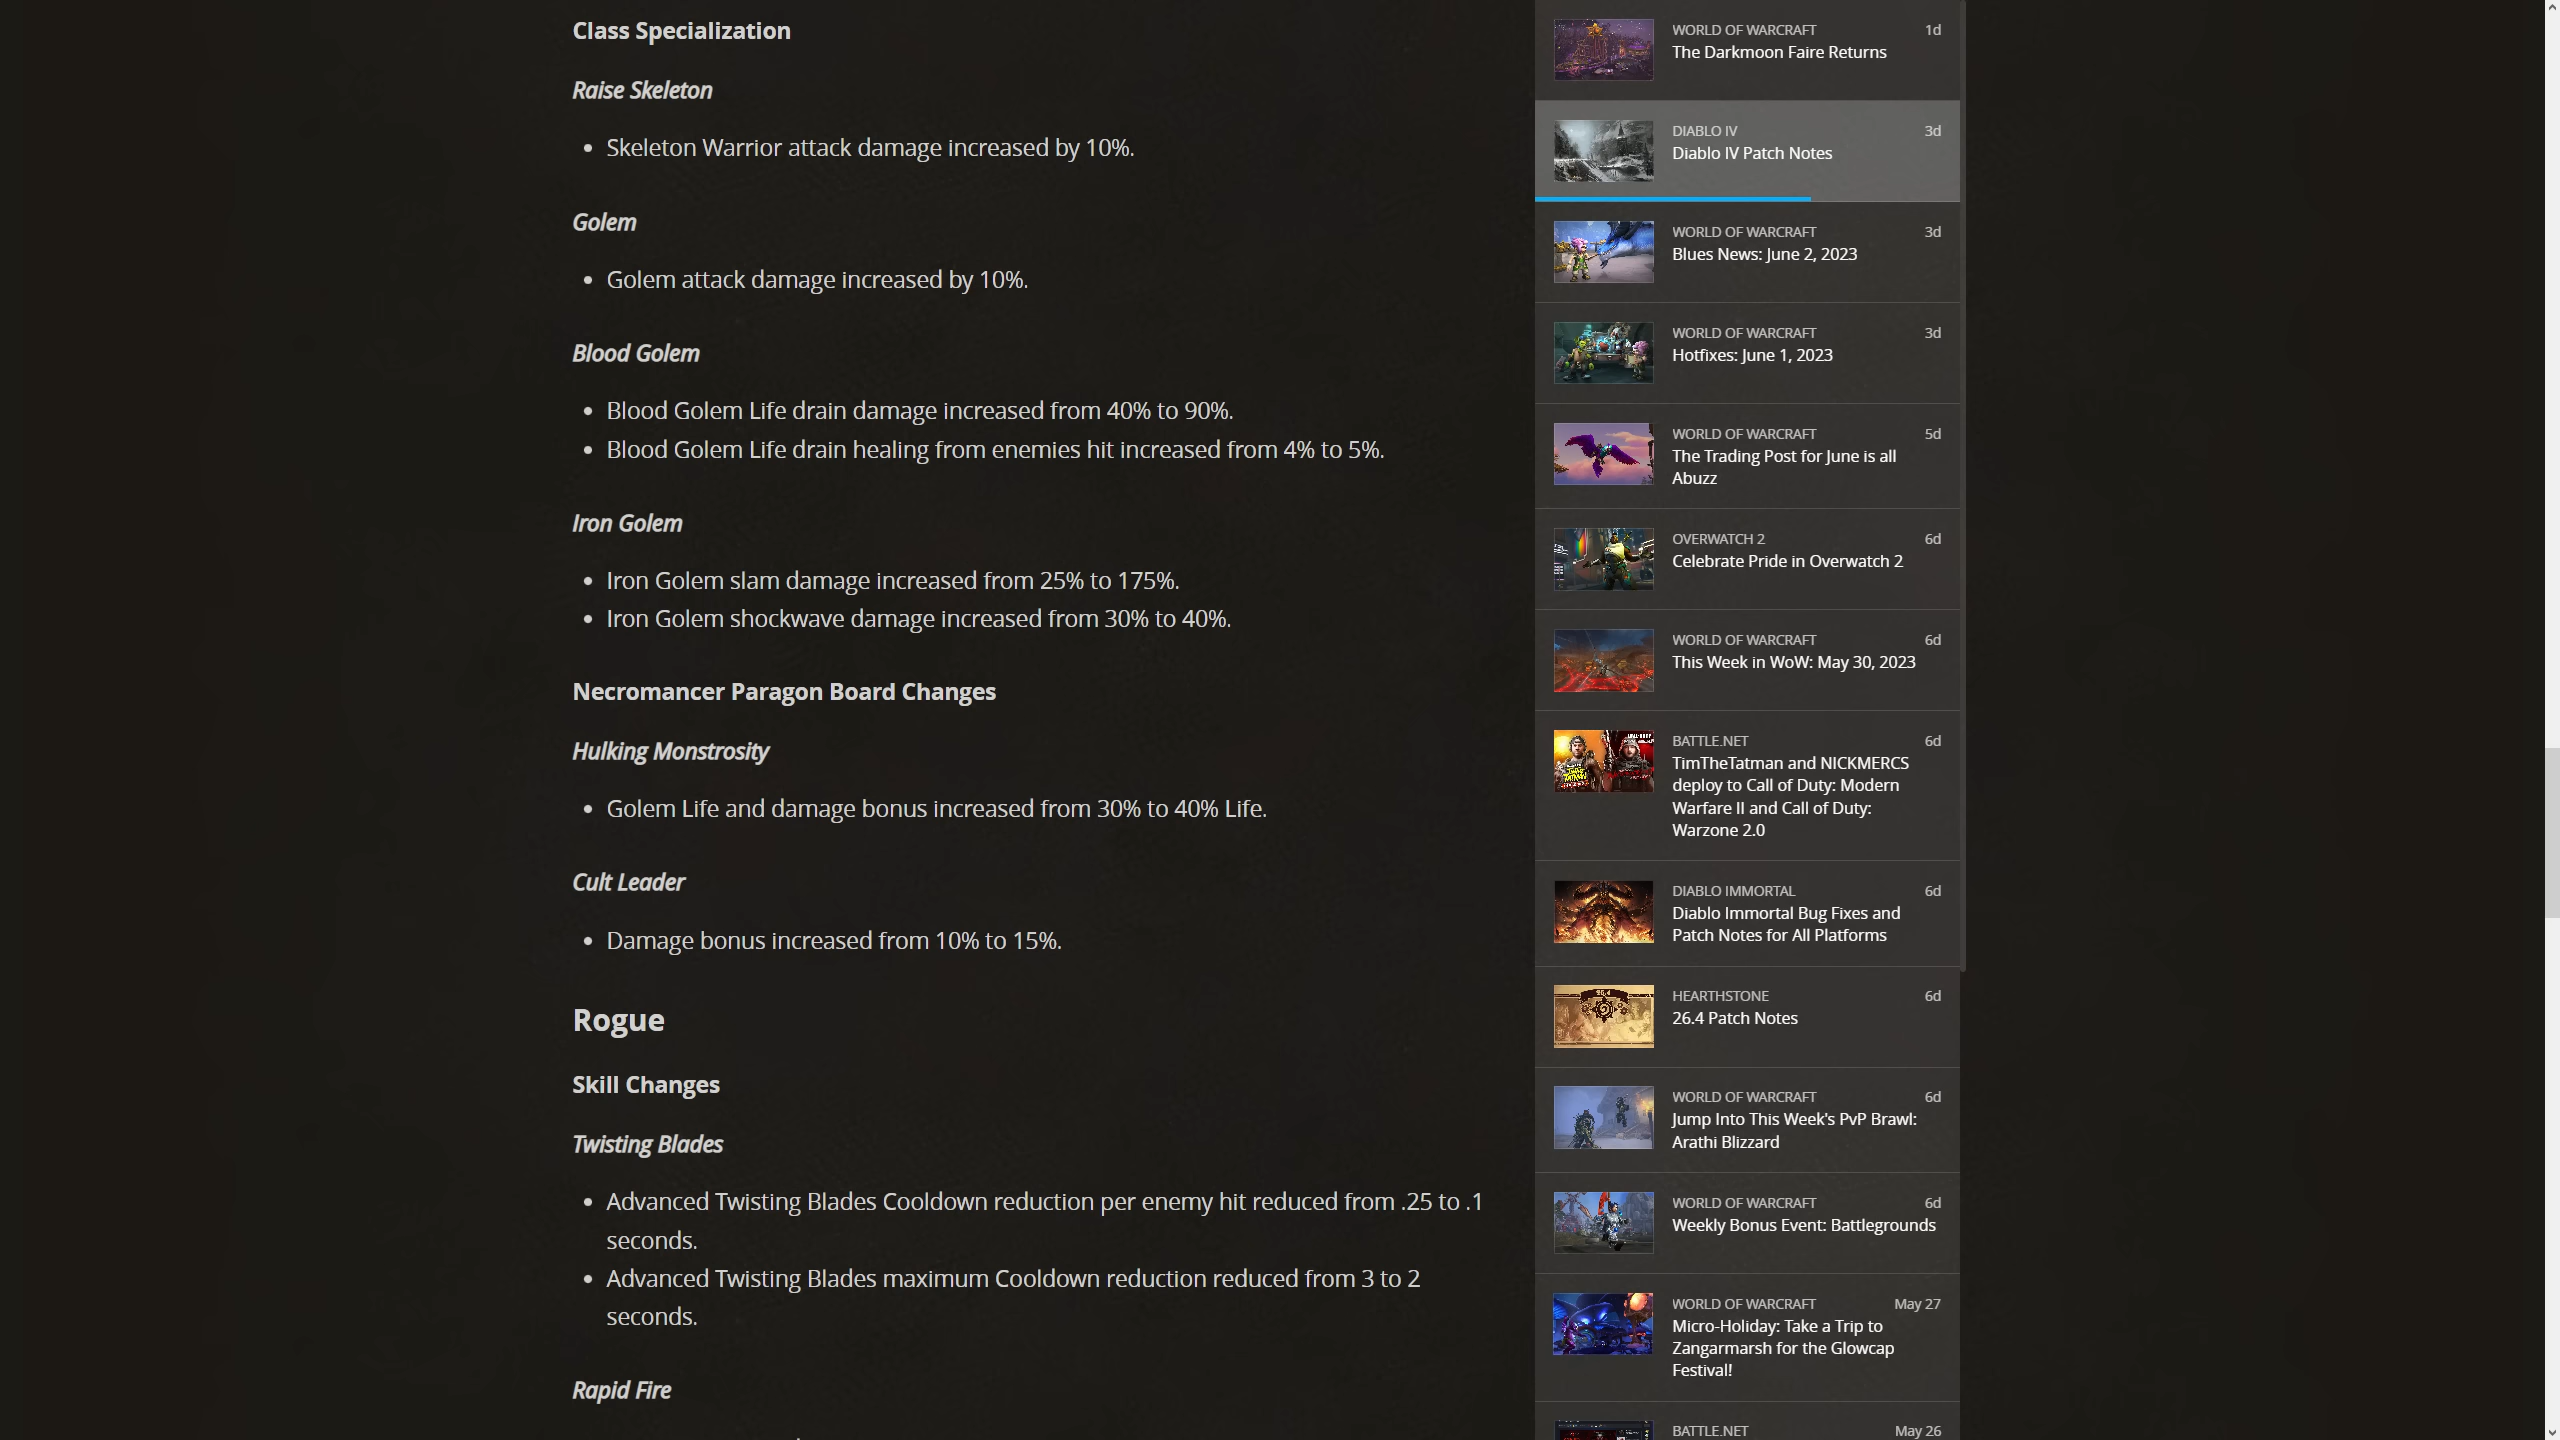 Class Specialization
Raise Skeleton
• Skeleton Warrior attack damage increased by 10%.
Golem
• Golem attack damage increased by 10%.
Blood Golem
• Blood Golem Life drain damage increased from 40% to 90%.
• Blood Golem Life drain healing from enemies hit increased from 4% to 5%.
Iron Golem
• Iron Golem slam damage increased from 25% to 175%.
• Iron Golem shockwave damage increased from 30% to 40%.
Necromancer Paragon Board Changes
Hulking Monstrosity
• Golem Life and damage bonus increased from 30% to 40% Life.
Cult Leader
• Damage bonus increased from 10% to 15%.
Rogue
Skill Changes
Twisting Blades
• Advanced Twisting Blades Cooldown reduction per enemy hit reduced from .25 to .1
seconds.
• Advanced Twisting Blades maximum Cooldown reduction reduced from 3 to 2
seconds.
Rapid Fire
WORLD OF WARCRAFT 1d
The Darkmoon Faire Returns
DIABLO IV 3d
Diablo IV Patch Notes
WORLD OF WARCRAFT 3d
Blues News: June 2, 2023
WORLD OF WARCRAFT 3d
Hotfixes: June 1, 2023
WORLD OF WARCRAFT 5d
The Trading Post for June is all
Abuzz
OVERWATCH 2 6d
Celebrate Pride in Overwatch 2
WORLD OF WARCRAFT 6d
This Week in WoW: May 30, 2023
BATTLE.NET 6d
TimTheTatman and NICKMERCS
deploy to Call of Duty: Modern
Warfare II and Call of Duty:
Warzone 2.0
DIABLO IMMORTAL 6d
Diablo Immortal Bug Fixes and
Patch Notes for All Platforms
HEARTHSTONE 6d
26.4 Patch Notes
WORLD OF WARCRAFT 6d
Jump Into This Week's PvP Brawl:
Arathi Blizzard
WORLD OF WARCRAFT 6d
Weekly Bonus Event: Battlegrounds
WORLD OF WARCRAFT May 27
Micro-Holiday: Take a Trip to
Zangarmarsh for the Glowcap
Festival!
BATTLE.NET May 26